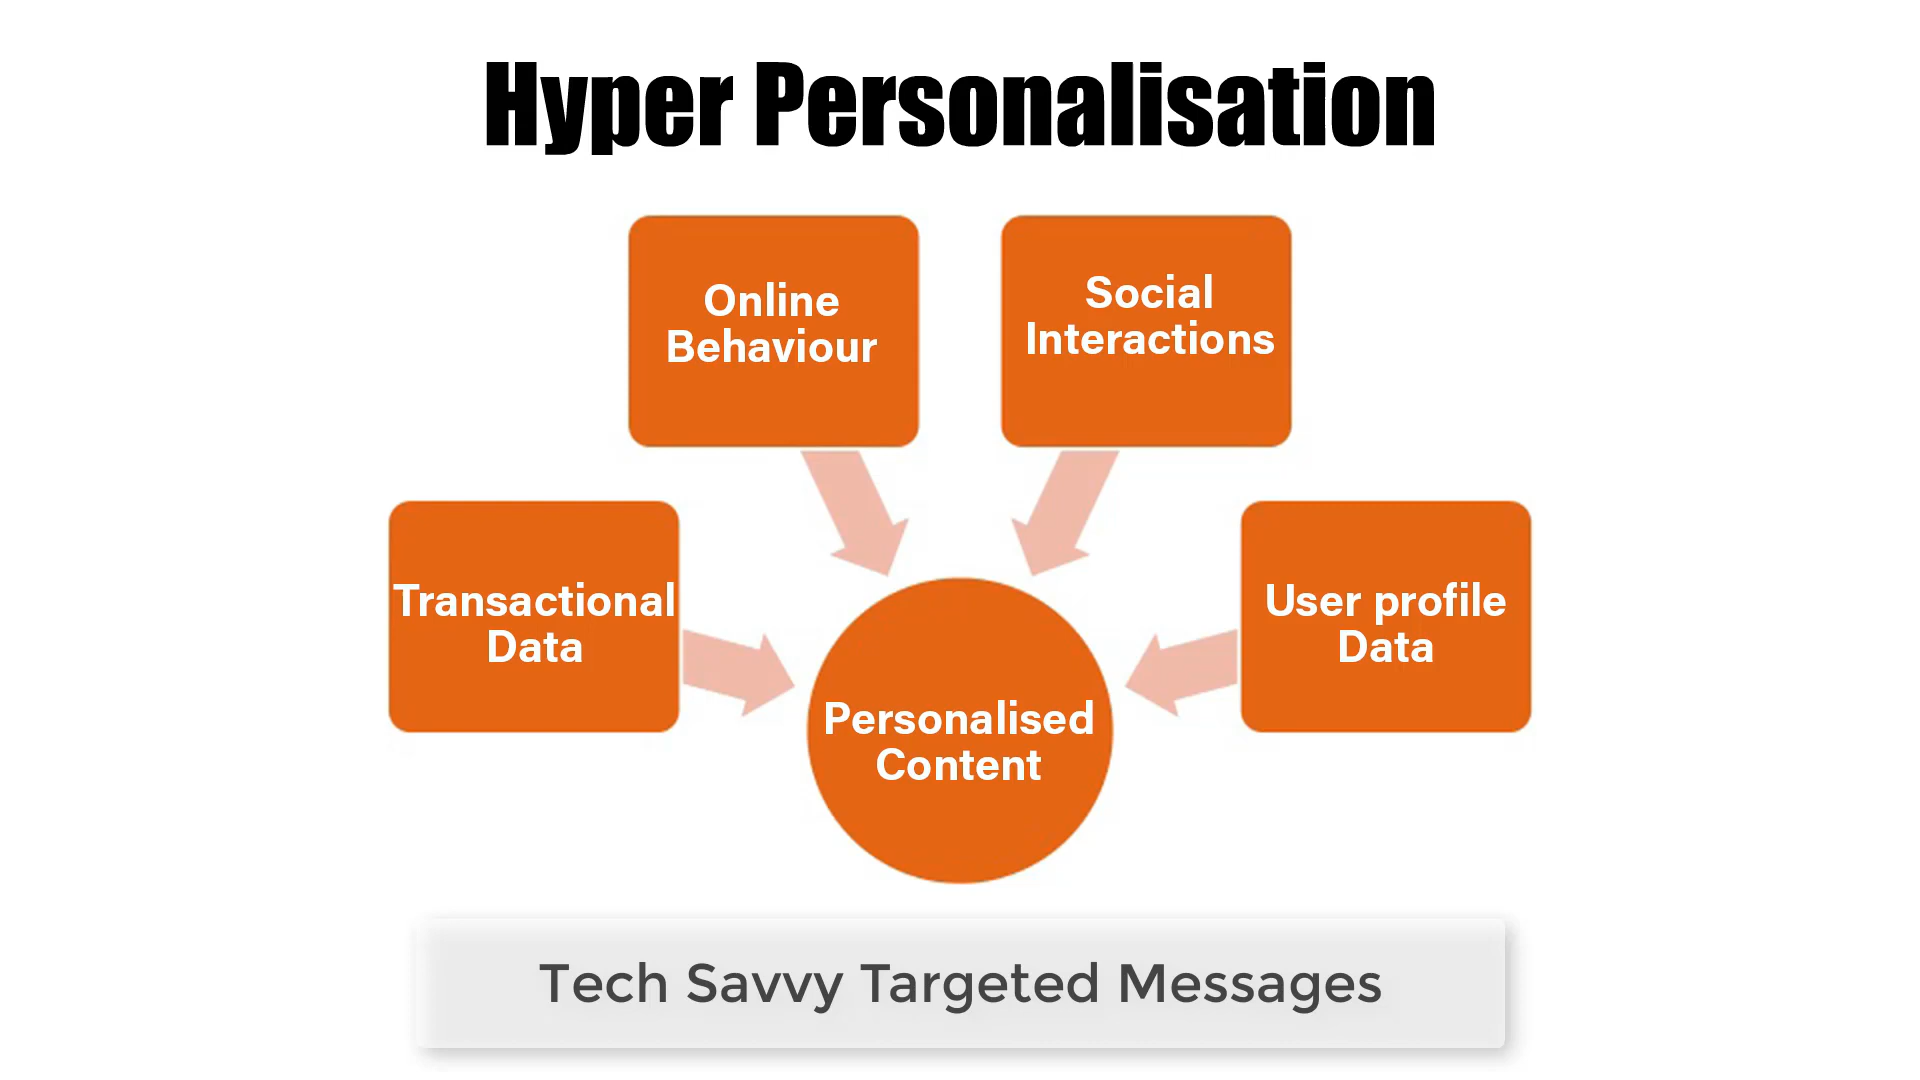 Hyper Personalisation
Online
Behaviour
Social
Interactions
Transactional
Data
User profile
Data
Personalised
Content
Tech Savvy Targeted Messages